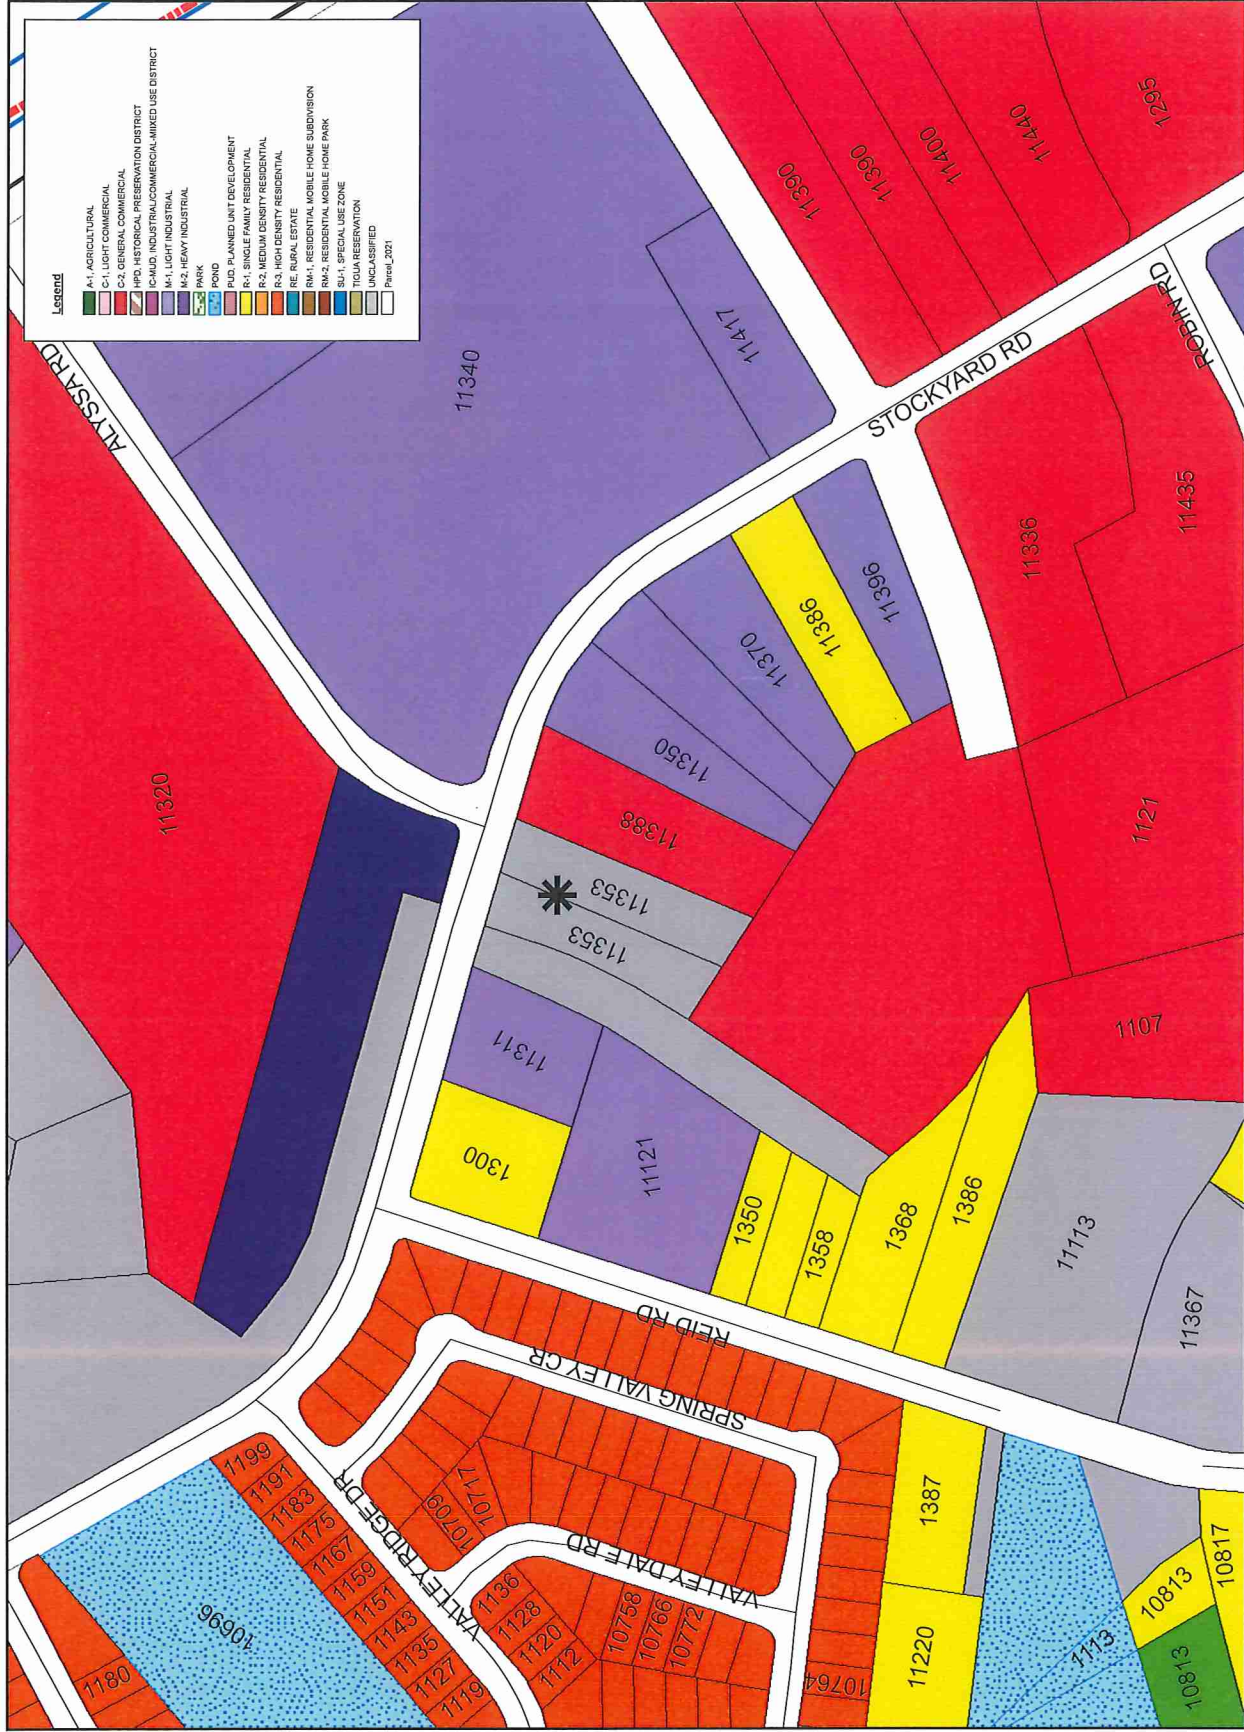 Legend
A-1, AGRICULTURAL
C-1, LIGHT COMMERCIAL
C-2, GENERAL COMMERCIAL
HPD, HISTORICAL PRESERVATION DISTRICT
IC-MUD, INDUSTRIAL/COMMERCIAL-MIIXED USE DISTRICT
M-1, LIGHT INDUSTRIAL
M-2, HEAVY INDUSTRIAL
PARK
POND
PUD, PLANNED UNIT DEVELOPMENT
R-1, SINGLE FAMILY RESIDENTIAL
R-2, MEDIUM DENSITY RESIDENTIAL
R-3, HIGH DENSITY RESIDENTIAL
RE, RURAL ESTATE
RM-1, RESIDENTIAL MOBILE HOME SUBDIVISION
RM-2, RESIDENTIAL MOBILE HOME PARK
SU-1, SPECIAL USE ZONE
TIGUA RESERVATION
UNCLASSIFIED
Parcel_2021
ALYSSA RD
11320
11340
11417
11390
11390
11400
11440
1295
STOCKYARD RD
ROBIN RD
11336
11435
11396
11386
11370
11350
11388
11353
11353
11311
1300
11121
1350
1358
1368
1386
1121
1107
11113
11367
REID RD
SPRING VALLEY CR
VALLEY DALE RD
VALLEY RIDGE DR
10709
10717
1199
1191
1183
1175
1167
1159
1151
1143
1135
1127
1119
10696
1180
1136
1128
1120
1112
10758
10766
10772
10764
1387
11220
1113
10813
10813
10817